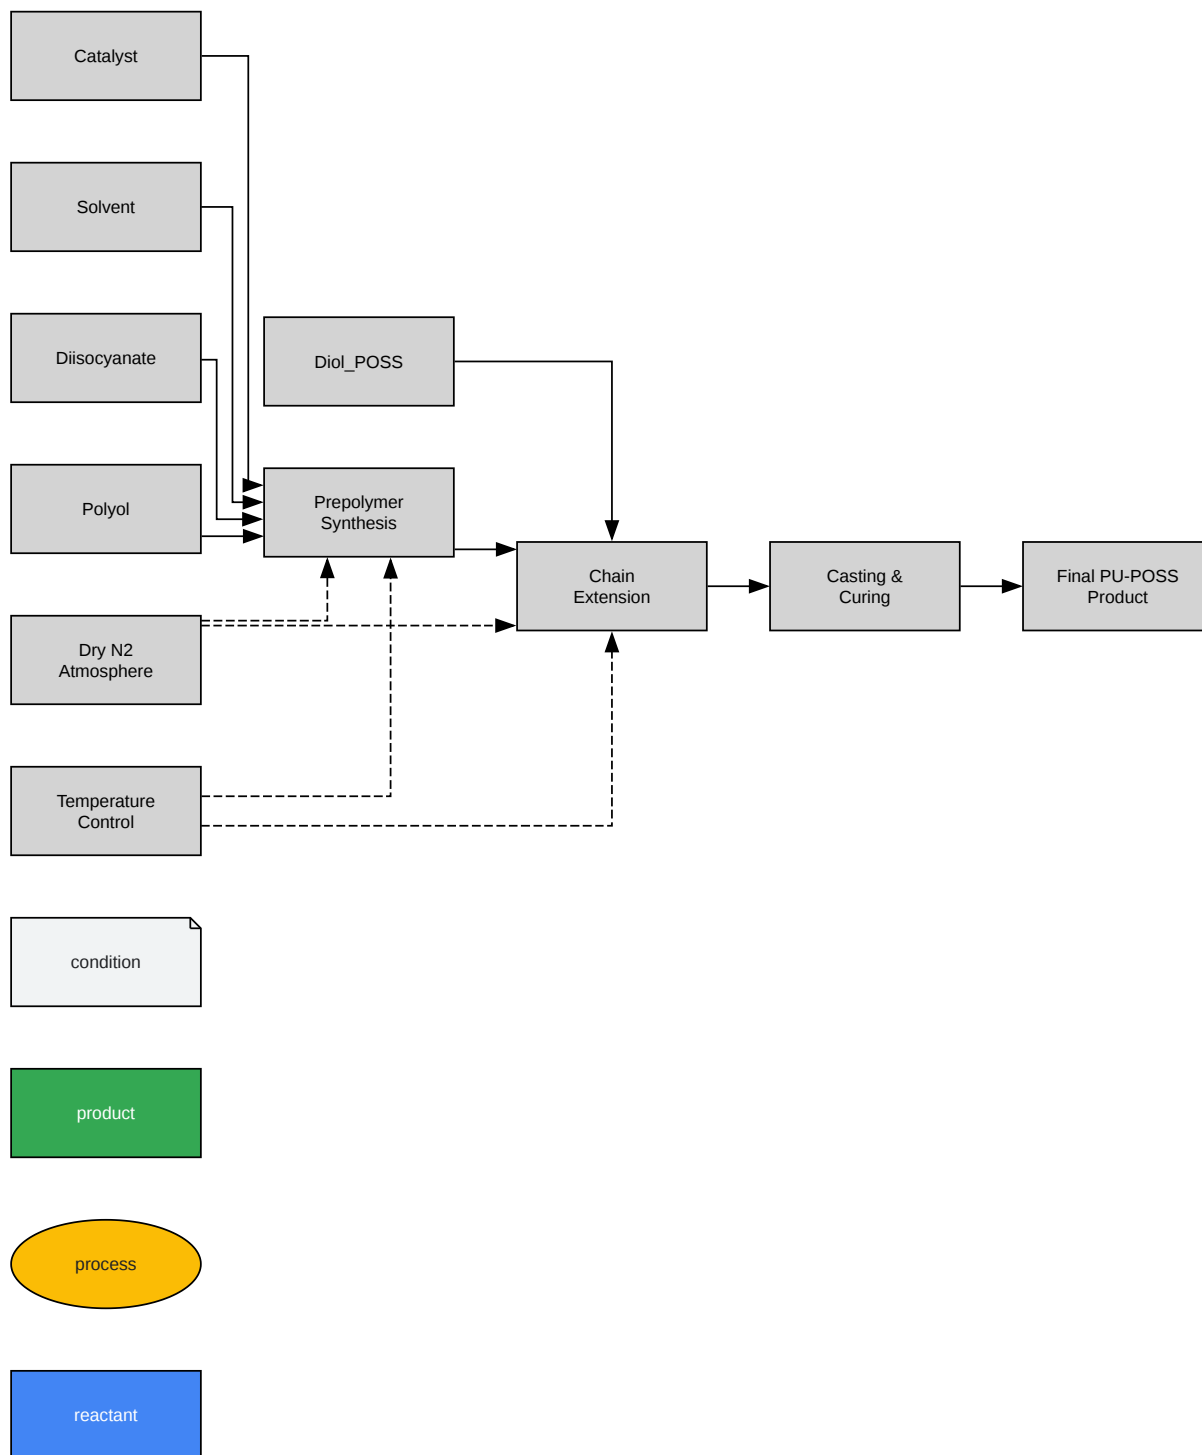 Catalyst
Solvent
Diisocyanate
Diol_POSS
Polyol
Prepolymer
Synthesis
Chain
Extension
Casting &
Curing
Final PU-POSS
Product
Dry N2
Atmosphere
Temperature
Control
condition
product
process
reactant